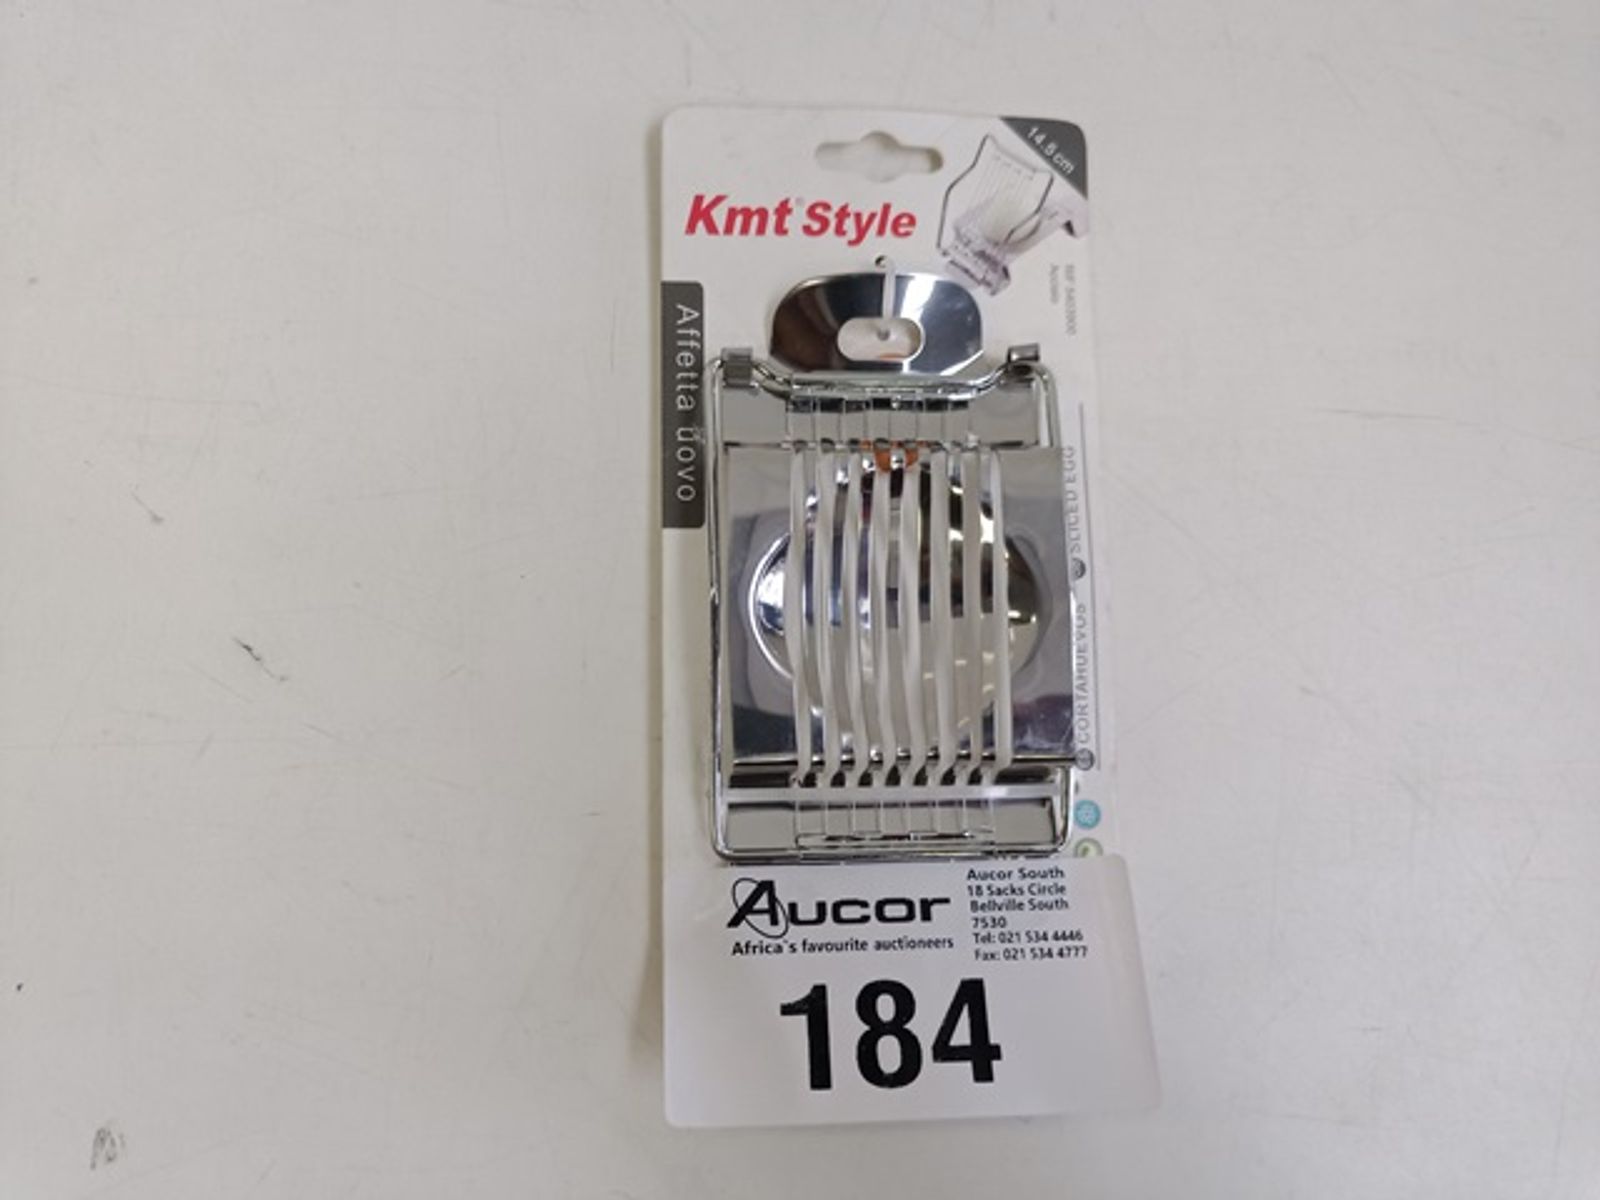 14.5 cm
Kmt® Style
Affetta uovo
SLICED EGG
CORTAHUEVOS
Aucor
Africa's favourite auctioneers
Aucor South
18 Sacks Circle
Bellville South
7530
Tel: 021 534 4446
Fax: 021 534 4777
184